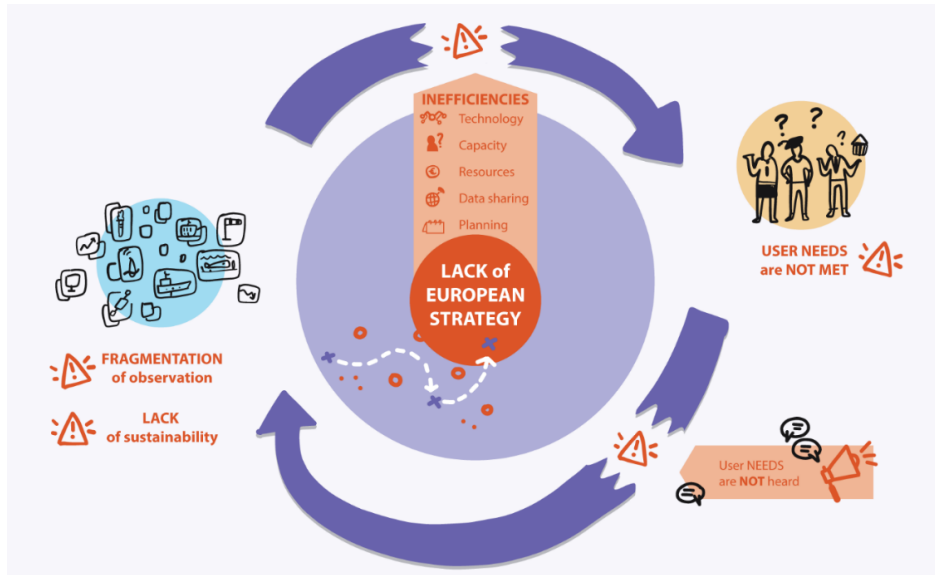 INEFFICIENCIES
Technology
Capacity
Resources
Data sharing
Planning
LACK of
EUROPEAN
STRATEGY
USER NEEDS
are NOT MET
FRAGMENTATION
of observation
LACK
of sustainability
User NEEDS
are NOT heard